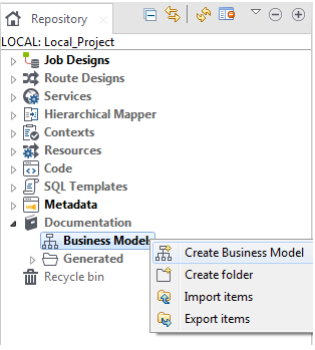 Repository
LOCAL: Local_Project
Job Designs
Route Designs
Services
Hierarchical Mapper
Contexts
Resources
Code
SQL Templates
Metadata
Documentation
Business Model
Generated
Recycle bin
Create Business Model
Create folder
Import items
Export items